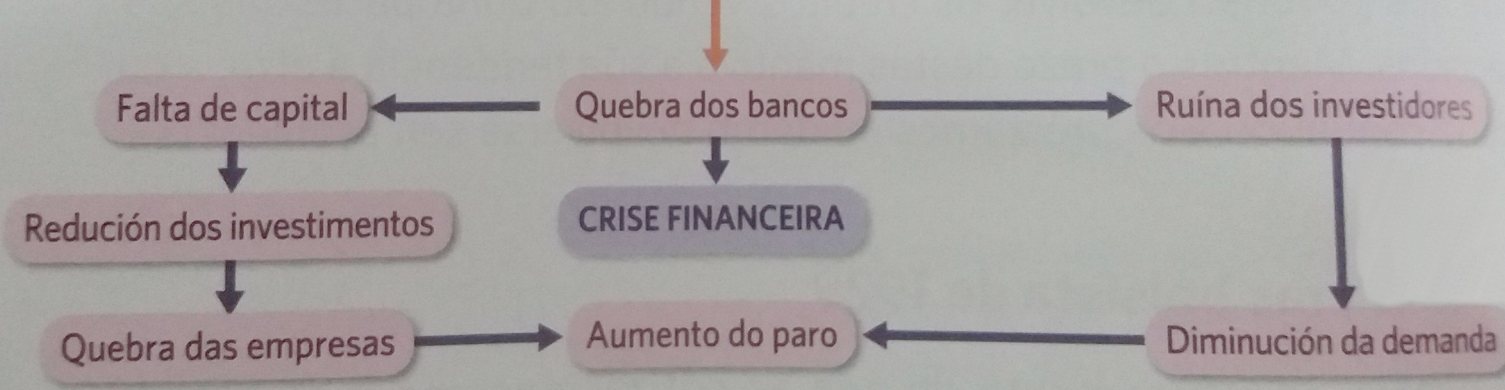 Falta de capital
Quebra dos bancos
Ruína dos investidores
Redución dos investimentos
CRISE FINANCEIRA
Quebra das empresas
Aumento do paro
Diminución da demanda